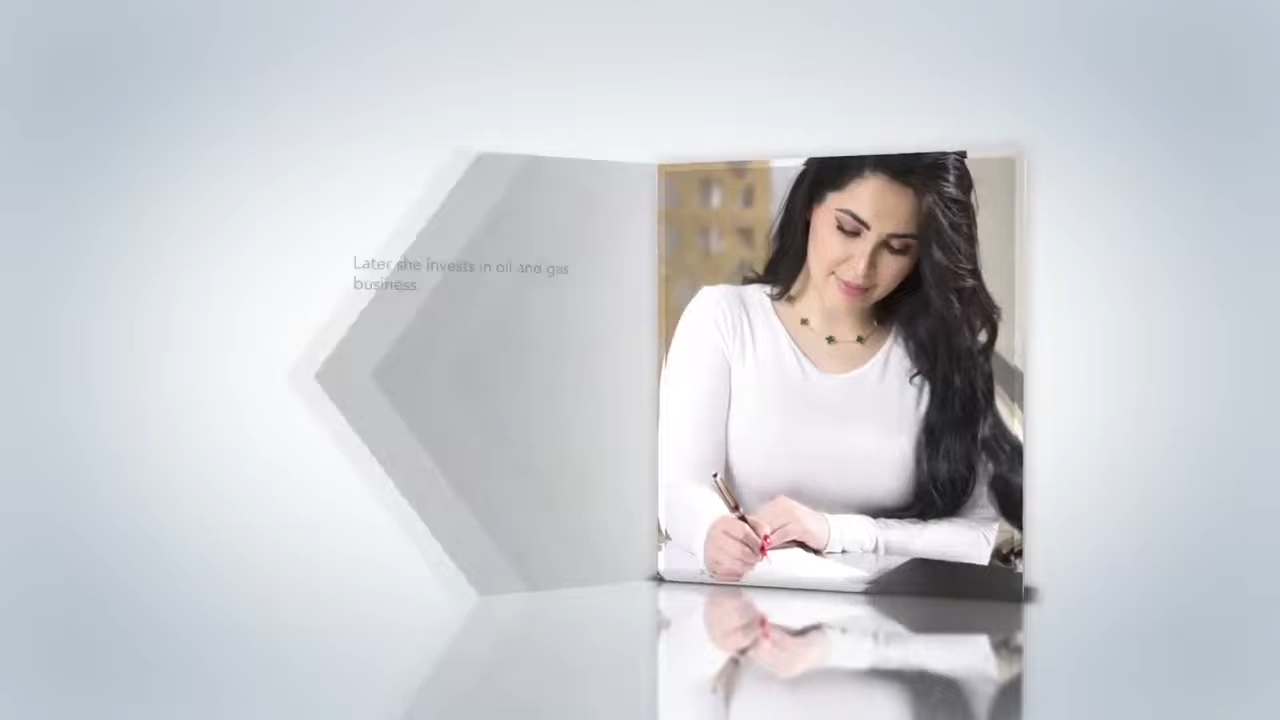 Later she invests in oil and gas
business.